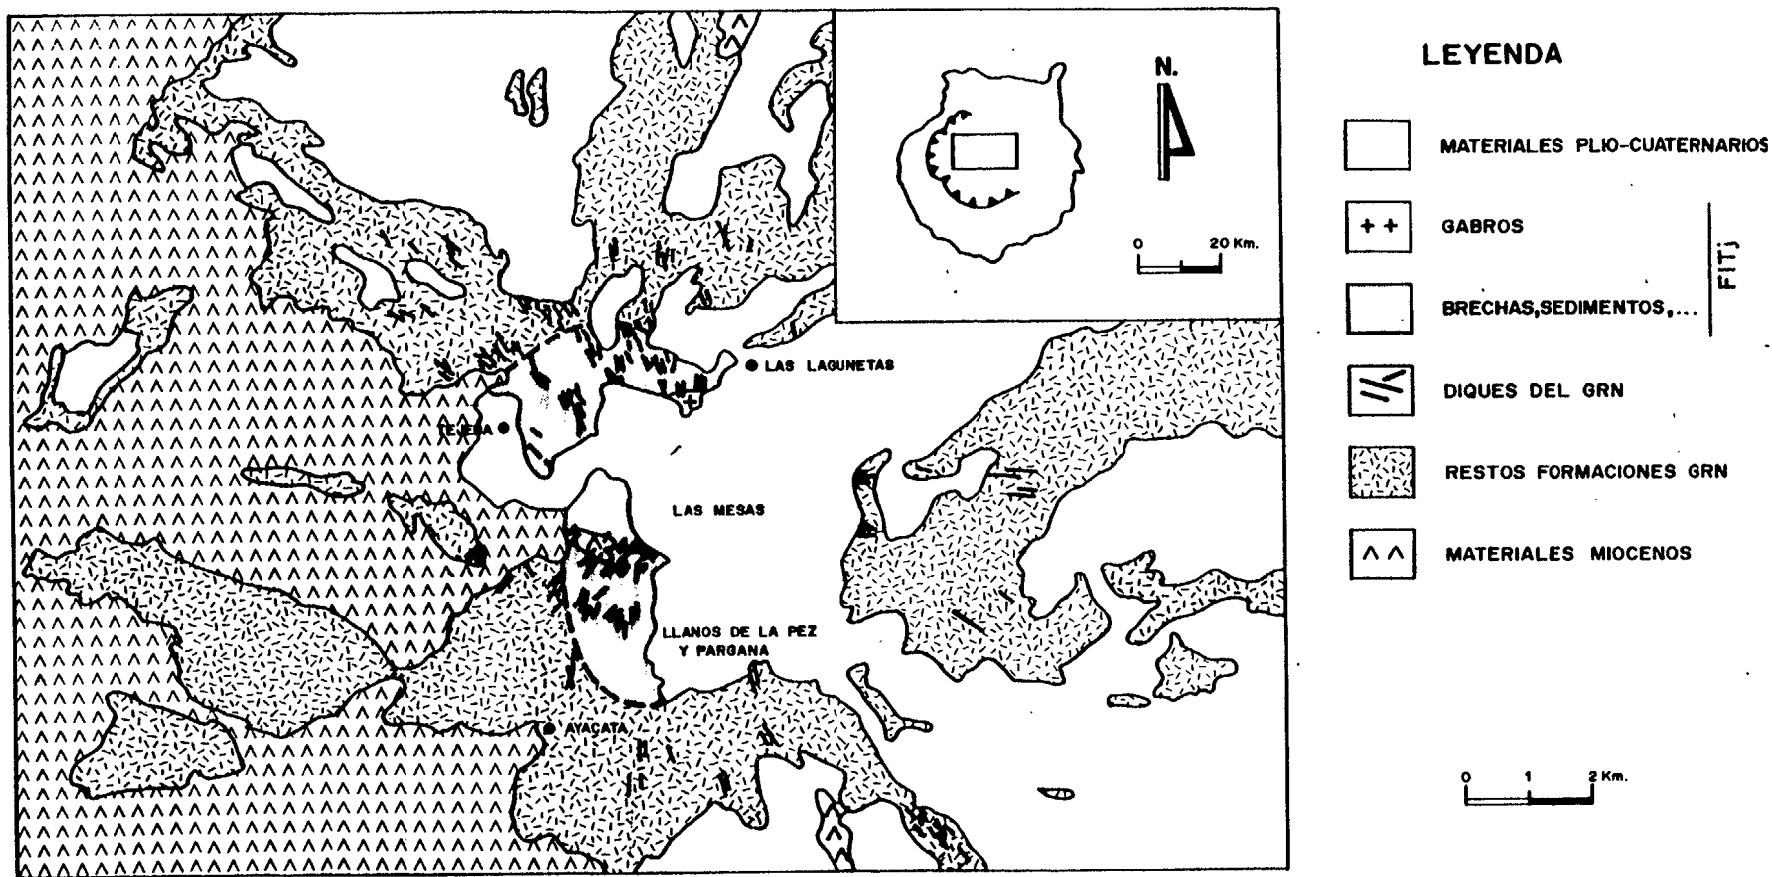 N.
0 20 Km.
TEJEDA
LAS LAGUNETAS
LAS MESAS
LLANOS DE LA PEZ
Y PARGANA
AYACATA
LEYENDA
MATERIALES PLIO-CUATERNARIOS
GABROS
BRECHAS,SEDIMENTOS,...
FITj
DIQUES DEL GRN
RESTOS FORMACIONES GRN
MATERIALES MIOCENOS
0 1 2 Km.